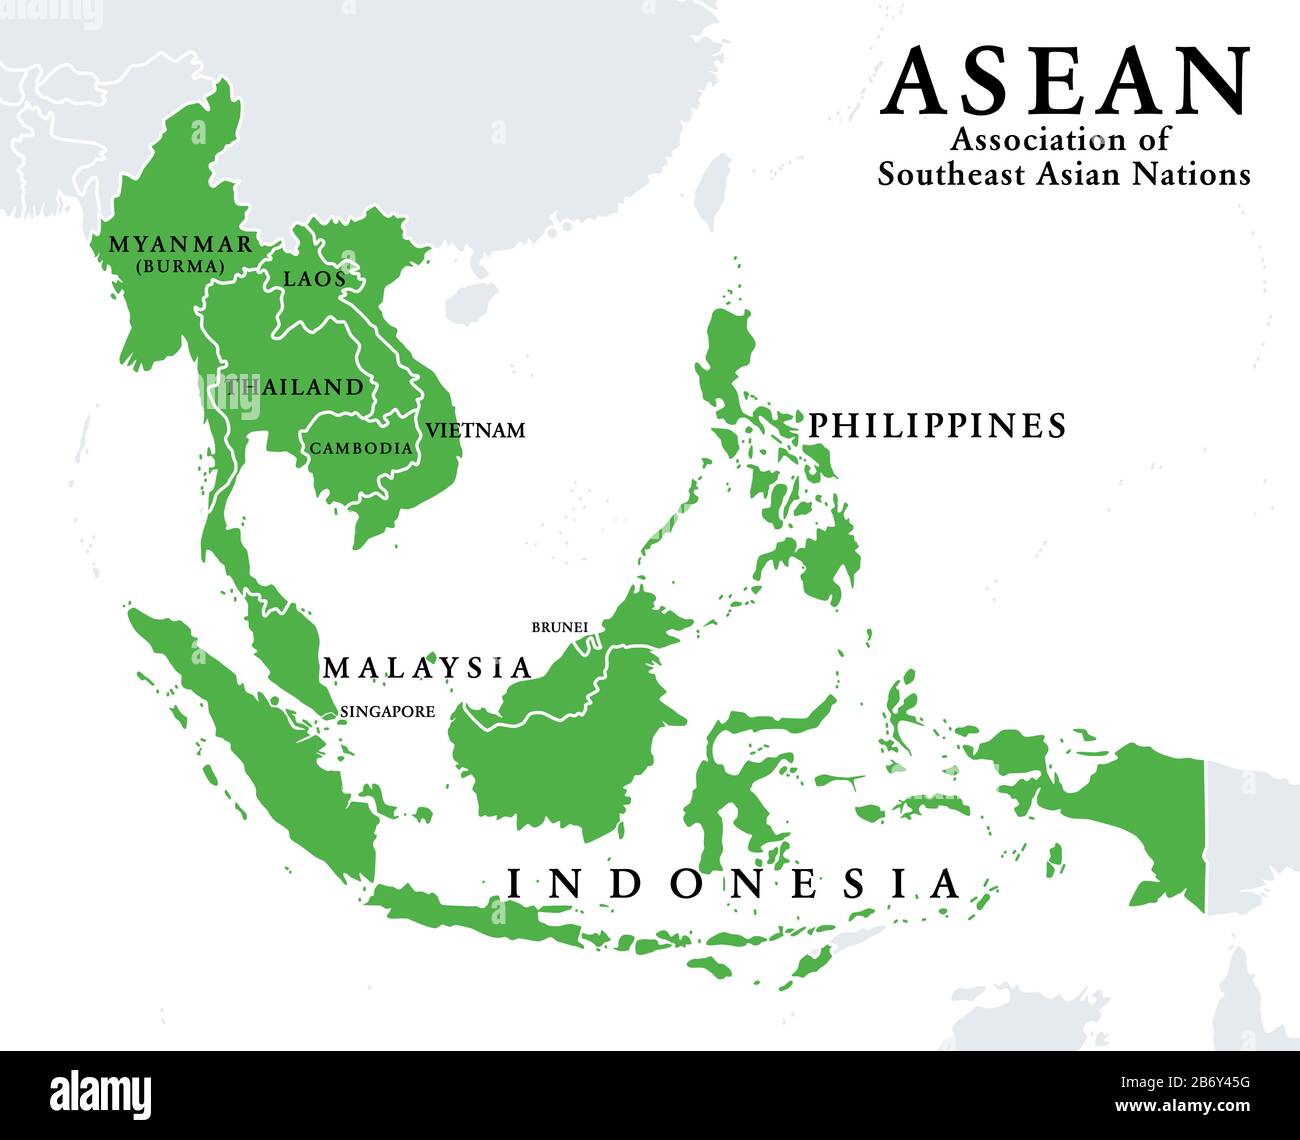 ASEAN
Association of
Southeast Asian Nations
MYANMAR
(BURMA)
LAOS
THAILAND
CAMBODIA
VIETNAM
PHILIPPINES
BRUNEI
MALAYSIA
SINGAPORE
INDONESIA
alamy
alamy
Image ID: 2B6Y45G
www.alamy.com